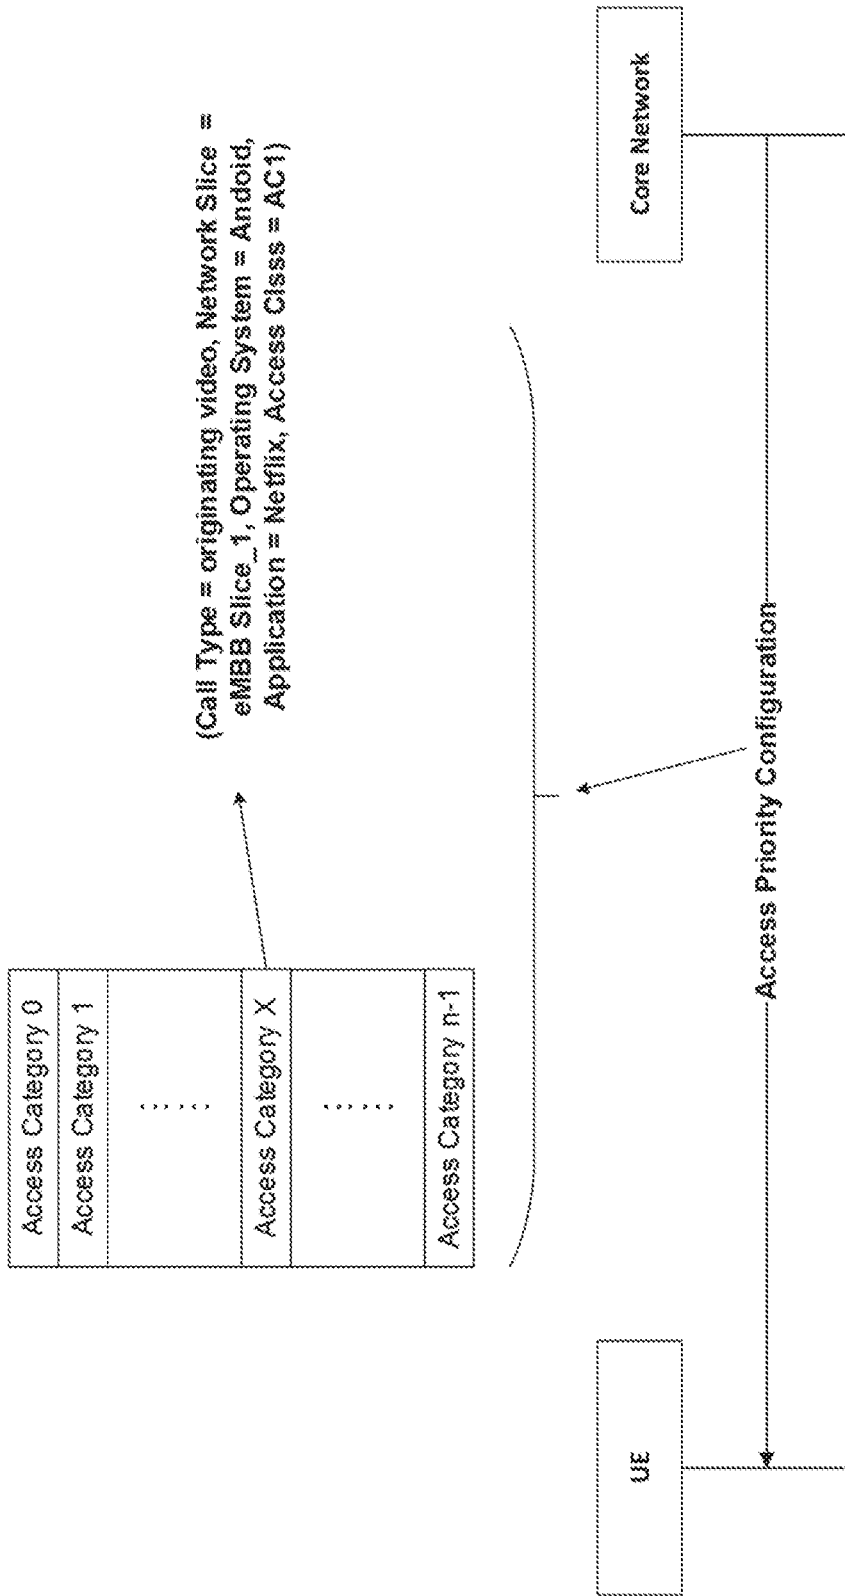 Access Category 0
Access Category 1
......
Access Category X
......
Access Category n-1
(Call Type = originating video, Network Slice =
eMBB Slice_1, Operating System = Andoid,
Application = Netflix, Access Clsss = AC1)
UE
Core Network
Access Priority Configuration